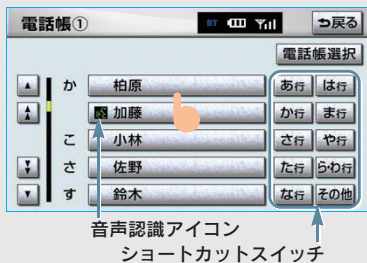 電話帳①
BT
戻る
電話帳選択
か 柏原
加藤
こ 小林
さ 佐野
す 鈴木
あ行 は行
か行 ま行
さ行 や行
た行 らわ行
な行 その他
音声認識アイコン
ショートカットスイッチ